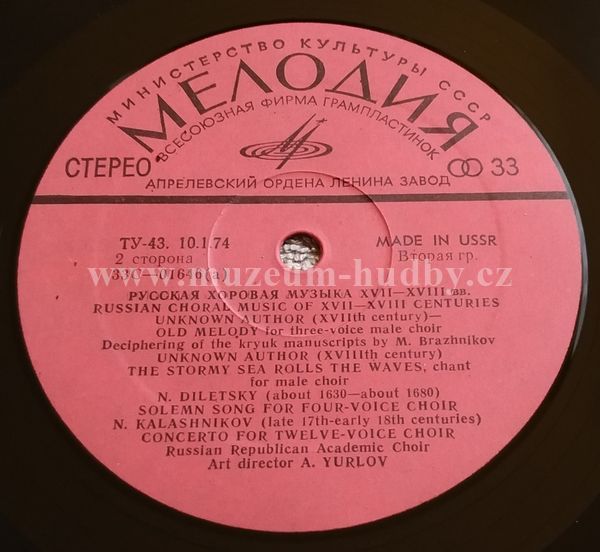 МИНИСТЕРСТВО КУЛЬТУРЫ СССР
МЕЛОДИЯ
ВСЕСОЮЗНАЯ ФИРМА ГРАМПЛАСТИНОК
СТЕРЕО 33
АПРЕЛЕВСКИЙ ОРДЕНА ЛЕНИНА ЗАВОД
ТУ-43. 10.1.74 MADE IN USSR
2 сторона Вторая гр.
33С—01646(а)
www.muzeum-hudby.cz
РУССКАЯ ХОРОВАЯ МУЗЫКА XVII—XVIII вв.
RUSSIAN CHORAL MUSIC OF XVII—XVIII CENTURIES
UNKNOWN AUTHOR (XVIIth century)—
OLD MELODY for three-voice male choir
Deciphering of the kryuk manuscripts by M. Brazhnikov
UNKNOWN AUTHOR (XVIIIth century)
THE STORMY SEA ROLLS THE WAVES, chant
for male choir
N. DILETSKY (about 1630—about 1680)
SOLEMN SONG FOR FOUR-VOICE CHOIR
N. KALASHNIKOV (late 17th-early 18th centuries)
CONCERTO FOR TWELVE-VOICE CHOIR
Russian Republican Academic Choir
Art director A. YURLOV